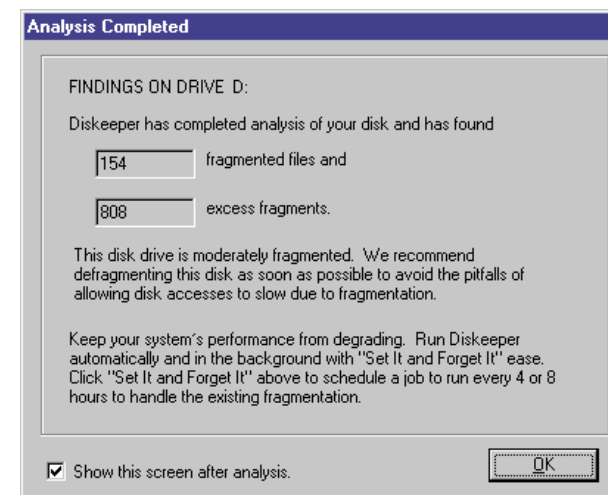 Analysis Completed
FINDINGS ON DRIVE D:
Diskeeper has completed analysis of your disk and has found
154 fragmented files and
808 excess fragments.
This disk drive is moderately fragmented. We recommend
defragmenting this disk as soon as possible to avoid the pitfalls of
allowing disk accesses to slow due to fragmentation.
Keep your system's performance from degrading. Run Diskeeper
automatically and in the background with "Set It and Forget It" ease.
Click "Set It and Forget It" above to schedule a job to run every 4 or 8
hours to handle the existing fragmentation.
Show this screen after analysis.
OK